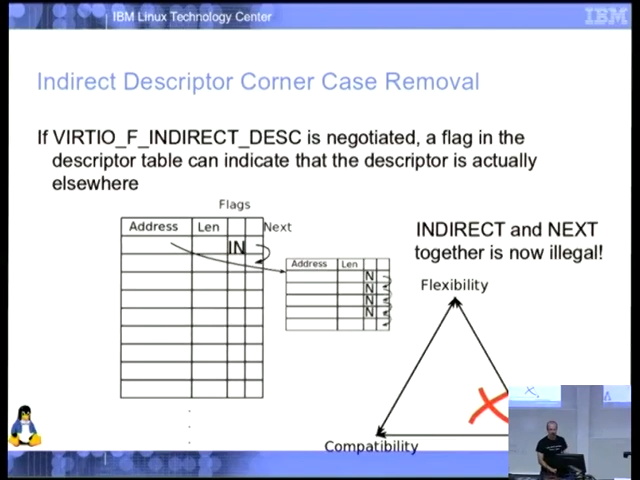 IBM Linux Technology Center
IBM
Indirect Descriptor Corner Case Removal
If VIRTIO_F_INDIRECT_DESC is negotiated, a flag in the
descriptor table can indicate that the descriptor is actually
elsewhere
Flags
Address Len Next
IN
INDIRECT and NEXT
together is now illegal!
Address Len
N
N
N
N
Flexibility
Compatibility